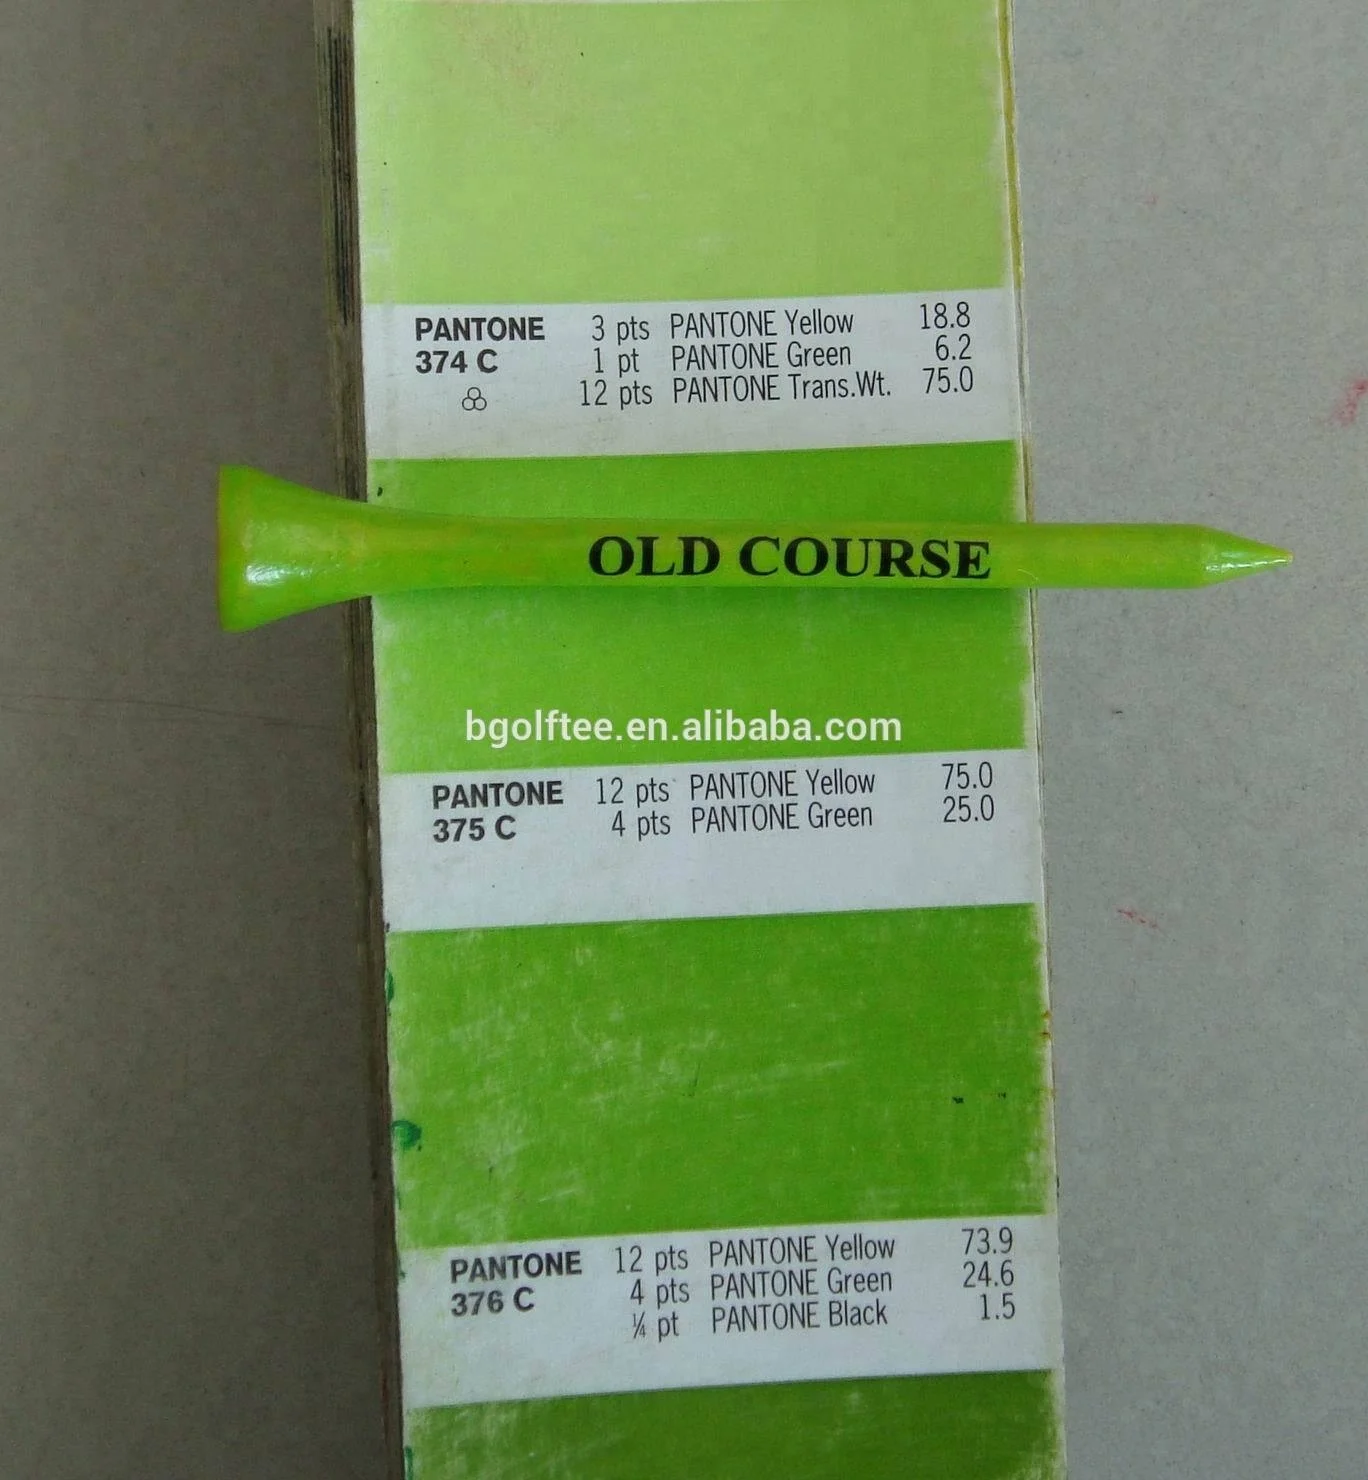 PANTONE 3 pts PANTONE Yellow 18.8
374 C 1 pt PANTONE Green 6.2
12 pts PANTONE Trans.Wt. 75.0
OLD COURSE
bgolftee.en.alibaba.com
PANTONE 12 pts PANTONE Yellow 75.0
375 C 4 pts PANTONE Green 25.0
PANTONE 12 pts PANTONE Yellow 73.9
376 C 4 pts PANTONE Green 24.6
¼ pt PANTONE Black 1.5